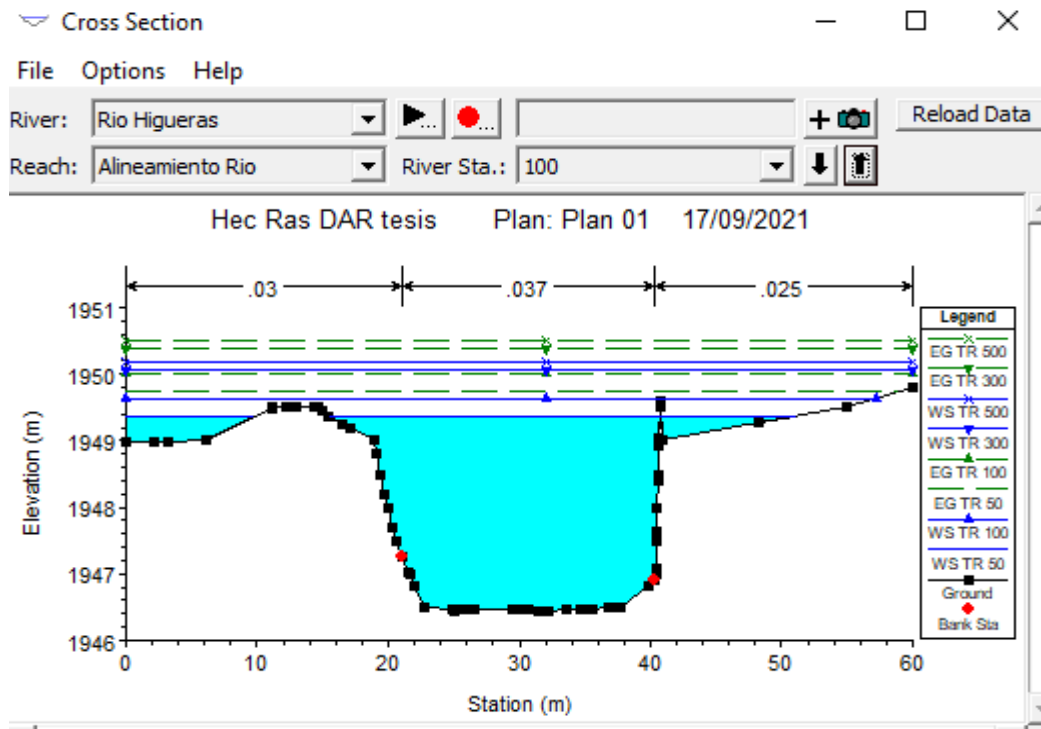 Cross Section
File Options Help
River: Rio Higueras ... ... + Reload Data
Reach: Alineamiento Rio River Sta.: 100
Hec Ras DAR tesis Plan: Plan 01 17/09/2021
.03 .037 .025
1951
1950
1949
1948
1947
1946
Elevation (m)
0 10 20 30 40 50 60
Station (m)
Legend
EG TR 500
EG TR 300
WS TR 500
WS TR 300
EG TR 100
EG TR 50
WS TR 100
WS TR 50
Ground
Bank Sta